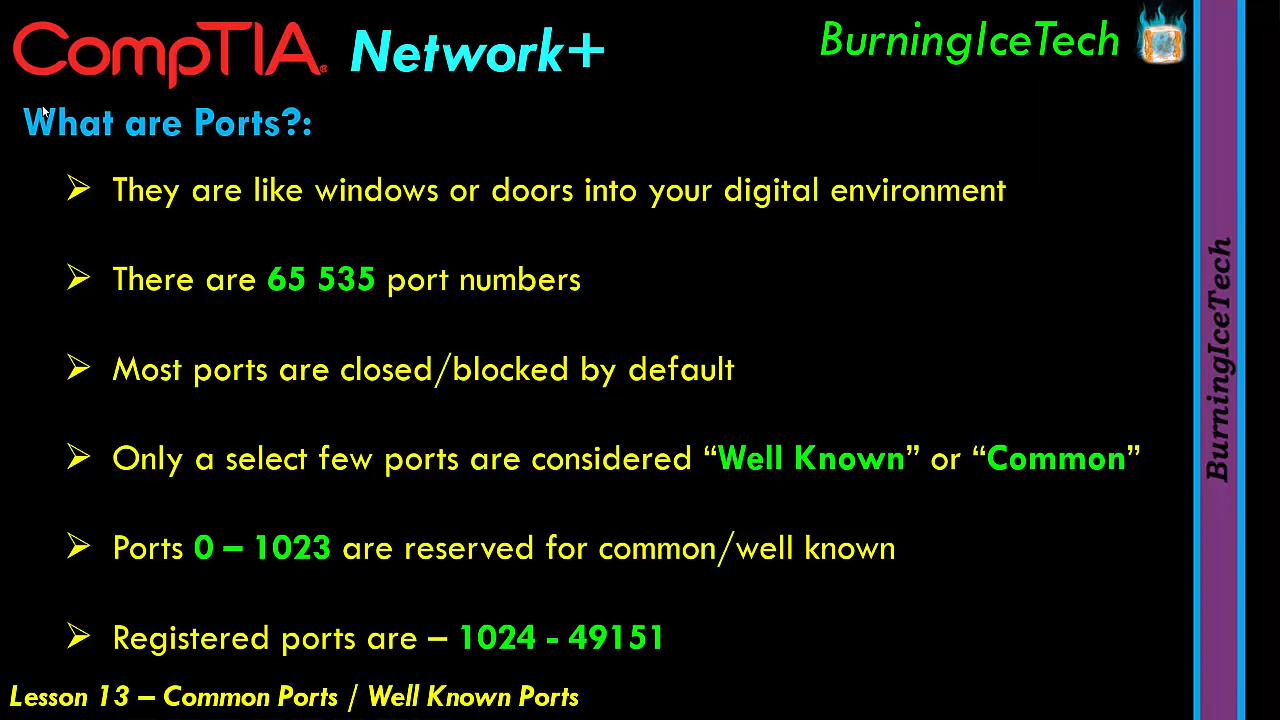 CompTIA® Network+
BurningIceTech
What are Ports?:
➢ They are like windows or doors into your digital environment
➢ There are 65 535 port numbers
➢ Most ports are closed/blocked by default
➢ Only a select few ports are considered “Well Known” or “Common”
➢ Ports 0 – 1023 are reserved for common/well known
➢ Registered ports are – 1024 - 49151
Lesson 13 – Common Ports / Well Known Ports
BurningIceTech